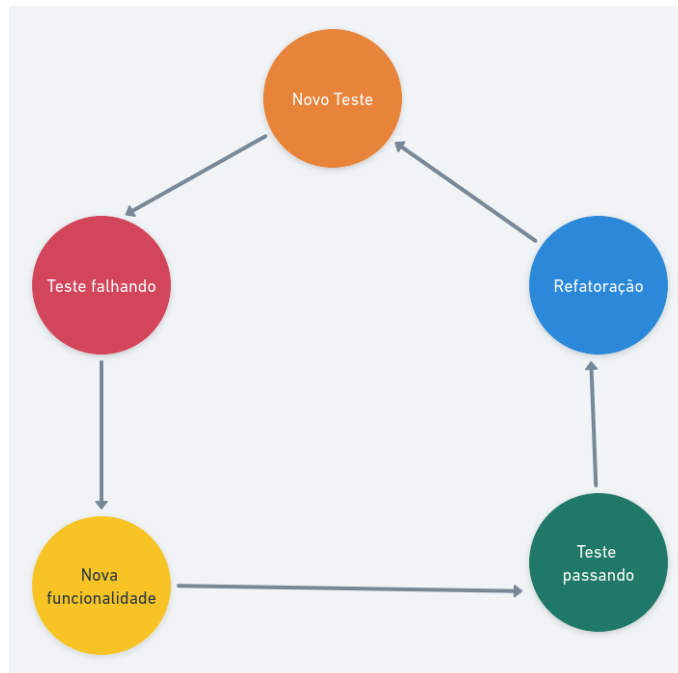 Novo Teste
Teste falhando
Refatoração
Nova
funcionalidade
Teste
passando